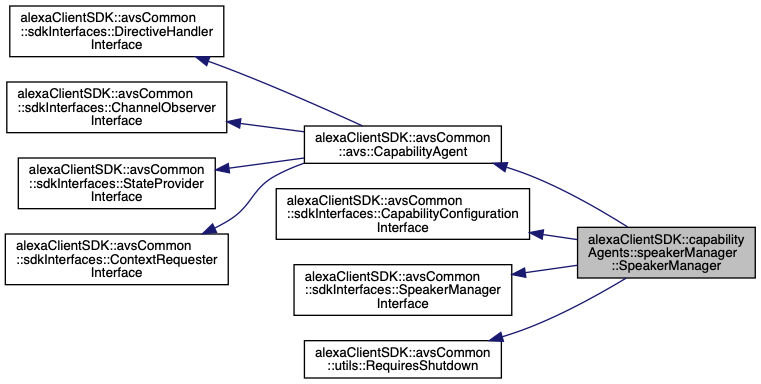 alexaClientSDK::avsCommon
::sdkInterfaces::DirectiveHandler
Interface
alexaClientSDK::avsCommon
::sdkInterfaces::ChannelObserver
Interface
alexaClientSDK::avsCommon
::avs::CapabilityAgent
alexaClientSDK::avsCommon
::sdkInterfaces::StateProvider
Interface
alexaClientSDK::avsCommon
::sdkInterfaces::CapabilityConfiguration
Interface
alexaClientSDK::avsCommon
::sdkInterfaces::ContextRequester
Interface
alexaClientSDK::capability
Agents::speakerManager
::SpeakerManager
alexaClientSDK::avsCommon
::sdkInterfaces::SpeakerManager
Interface
alexaClientSDK::avsCommon
::utils::RequiresShutdown